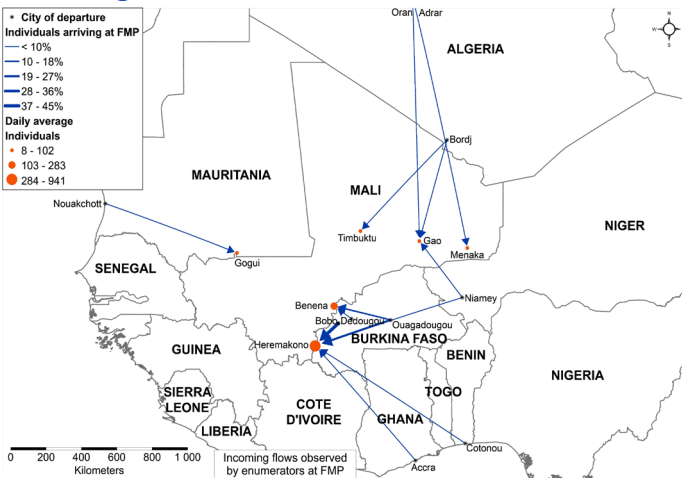 City of departure
Individuals arriving at FMP
< 10%
10 - 18%
19 - 27%
28 - 36%
37 - 45%
Daily average
Individuals
8 - 102
103 - 283
284 - 941
Oran
Adrar
N
W
S
ALGERIA
Bordj
MAURITANIA
MALI
Nouakchott
NIGER
Timbuktu
Gao
Menaka
Gogui
SENEGAL
Niamey
Benena
Bobo
Dédougou
Ouagadougou
BURKINA FASO
Heremakono
GUINEA
BENIN
NIGERIA
SIERRA
LEONE
TOGO
COTE
D'IVOIRE
GHANA
LIBERIA
Cotonou
Accra
0 200 400 600 800 1 000
Kilometers
Incoming flows observed
by enumerators at FMP